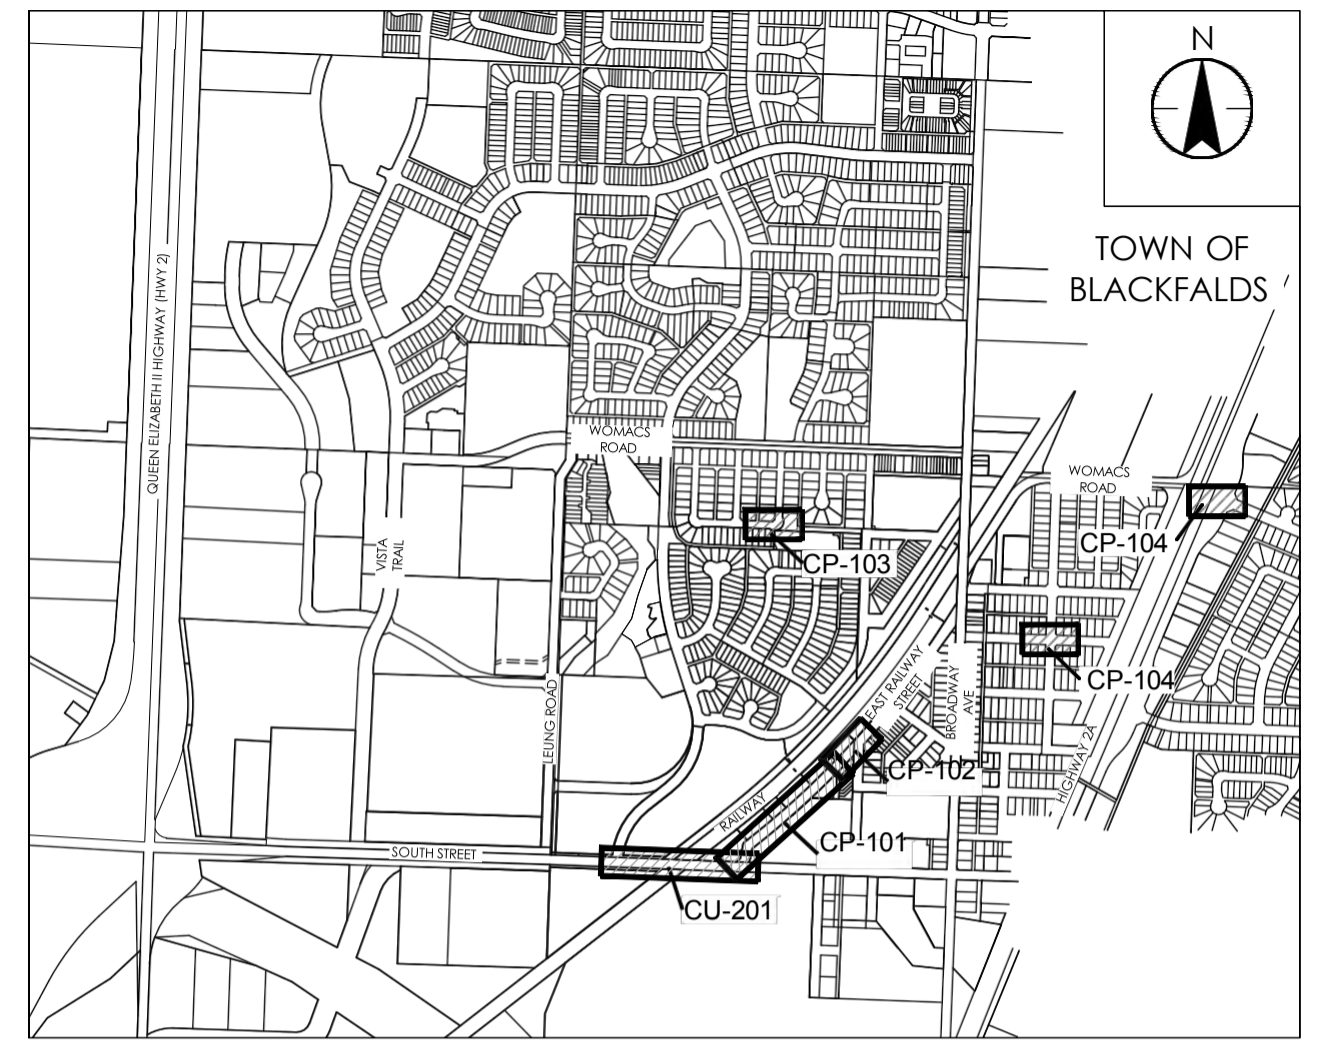 N
TOWN OF
BLACKFALDS
QUEEN ELIZABETH II HIGHWAY (HWY 2)
WOMACS
ROAD
WOMACS
ROAD
CP-104
VISTA
TRAIL
CP-103
CP-104
EAST RAILWAY
STREET
BROADWAY
AVE
LEUNG ROAD
HIGHWAY 2A
CP-102
RAILWAY
CP-101
SOUTH STREET
CU-201